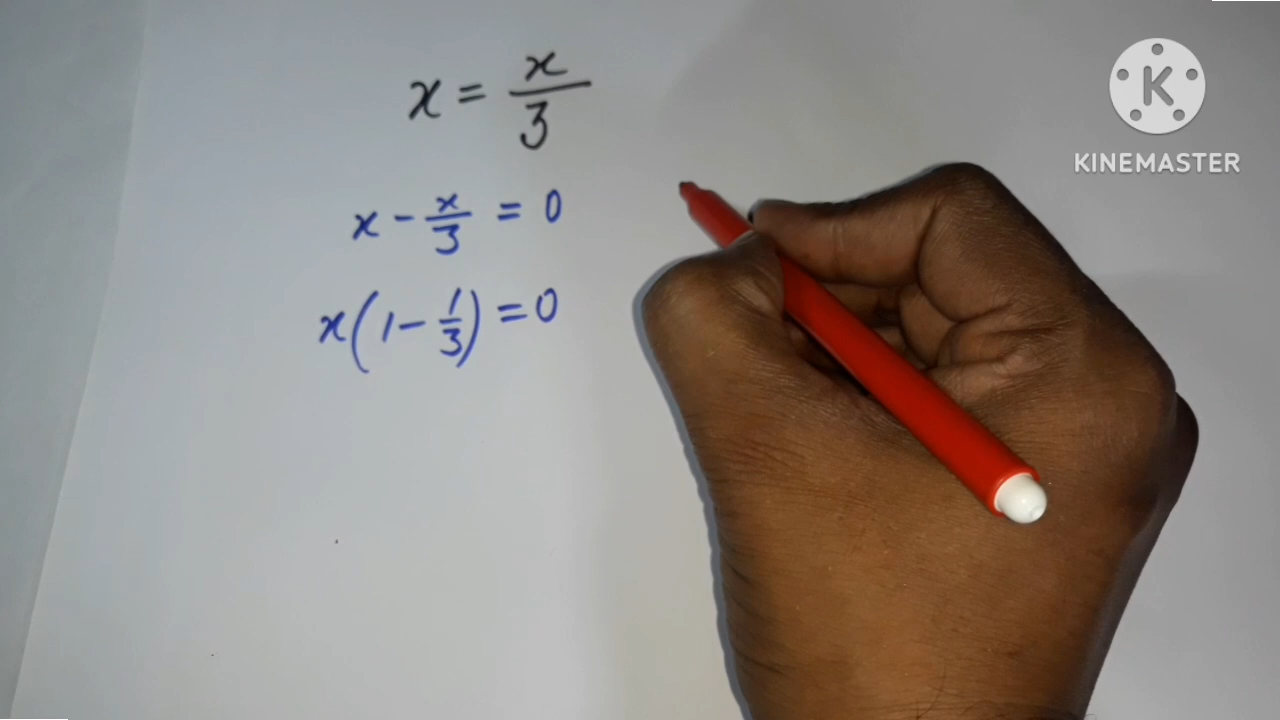 x = x/3
x - x/3 = 0
x(1 - 1/3) = 0
K
KINEMASTER